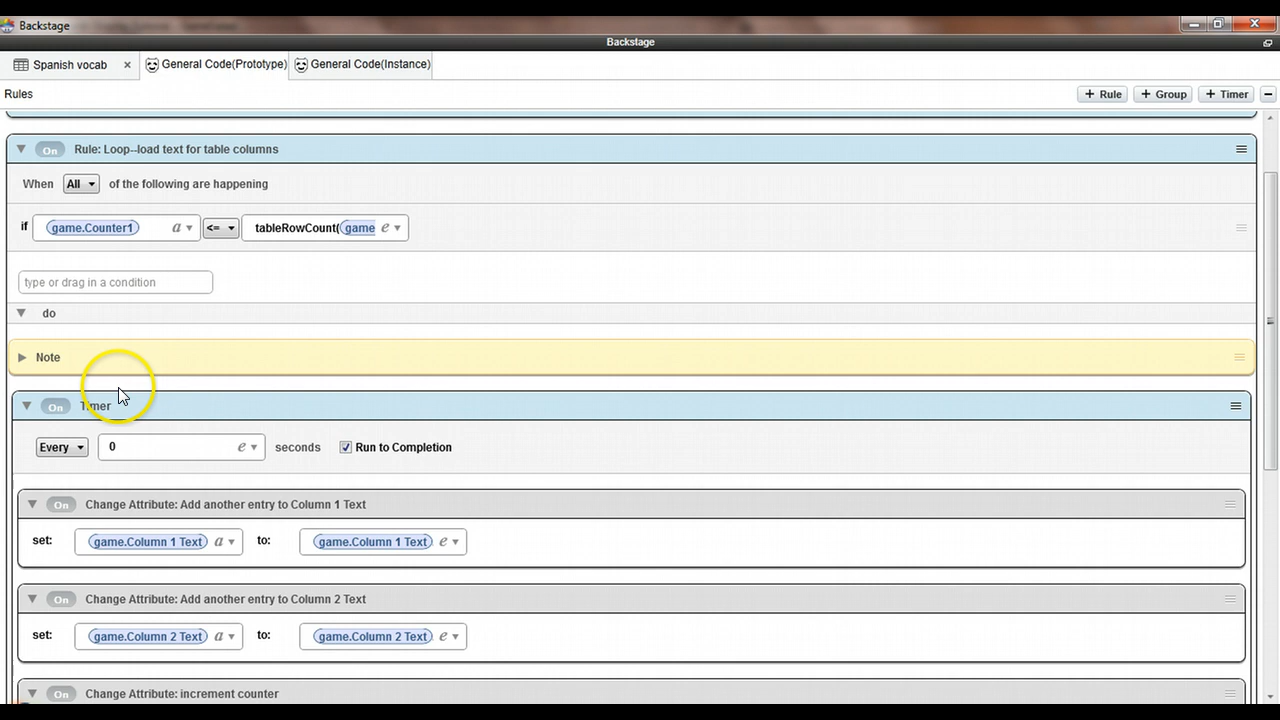 Backstage
Backstage
Spanish vocab × General Code(Prototype) General Code(Instance)
Rules + Rule + Group + Timer
On Rule: Loop--load text for table columns
When All of the following are happening
if game.Counter1 a <= tableRowCount( game e
type or drag in a condition
do
Note
On Timer
Every 0 e seconds Run to Completion
On Change Attribute: Add another entry to Column 1 Text
set: game.Column 1 Text a to: game.Column 1 Text e
On Change Attribute: Add another entry to Column 2 Text
set: game.Column 2 Text a to: game.Column 2 Text e
On Change Attribute: increment counter